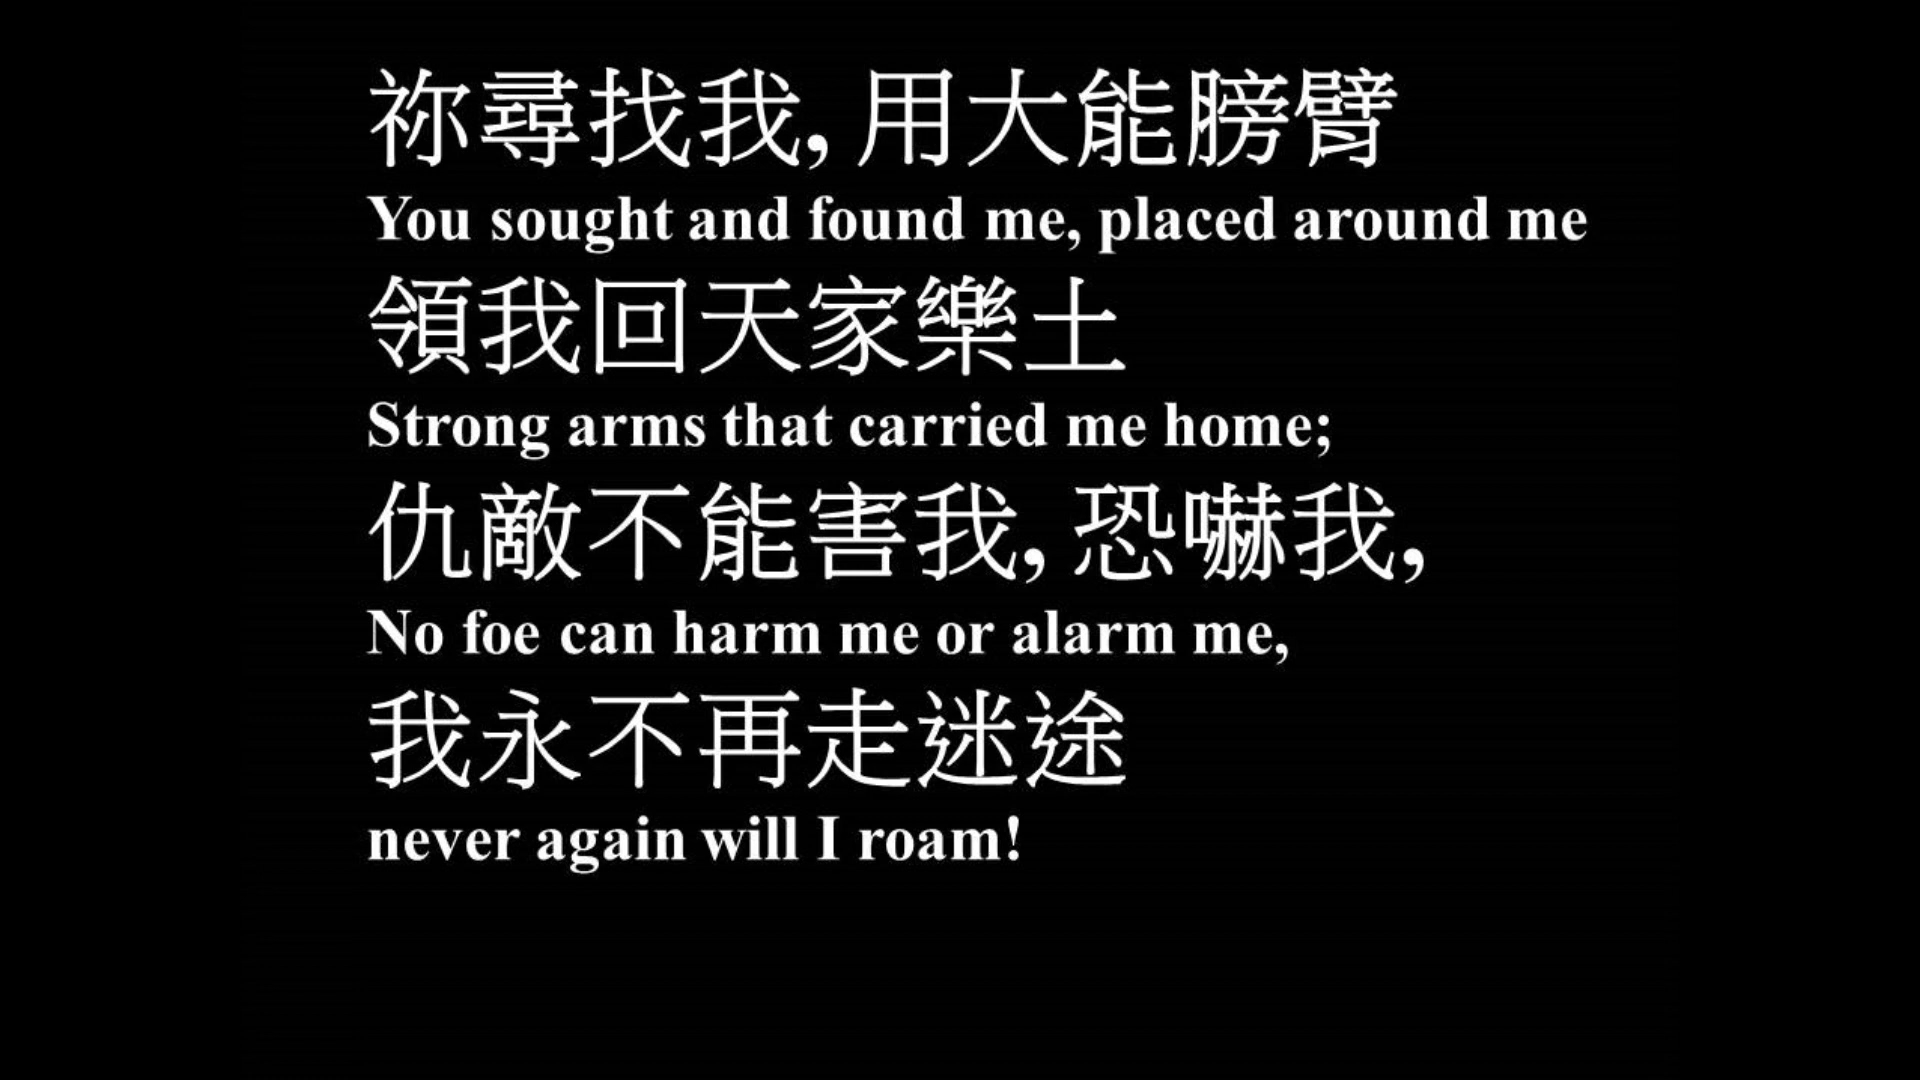 祢尋找我, 用大能膀臂
You sought and found me, placed around me
領我回天家樂土
Strong arms that carried me home;
仇敵不能害我, 恐嚇我,
No foe can harm me or alarm me,
我永不再走迷途
never again will I roam!